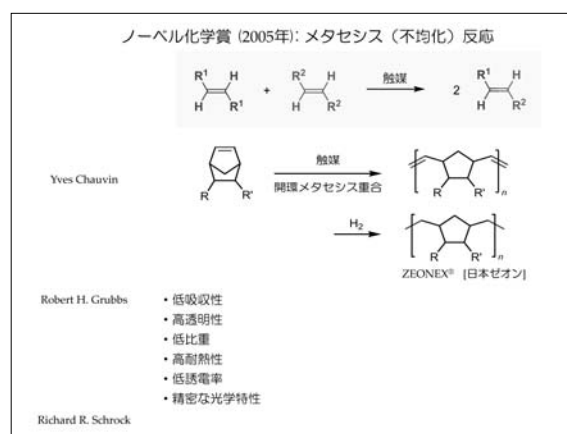 ノーベル化学賞 (2005年): メタセシス（不均化）反応
R¹ H R² H 触媒 R¹ H
+ 2
H R¹ H R² H R²
Yves Chauvin
触媒
開環メタセシス重合
R R' R R' n
H₂
R R' n
ZEONEX® [日本ゼオン]
Robert H. Grubbs
・低吸収性
・高透明性
・低比重
・高耐熱性
・低誘電率
・精密な光学特性
Richard R. Schrock